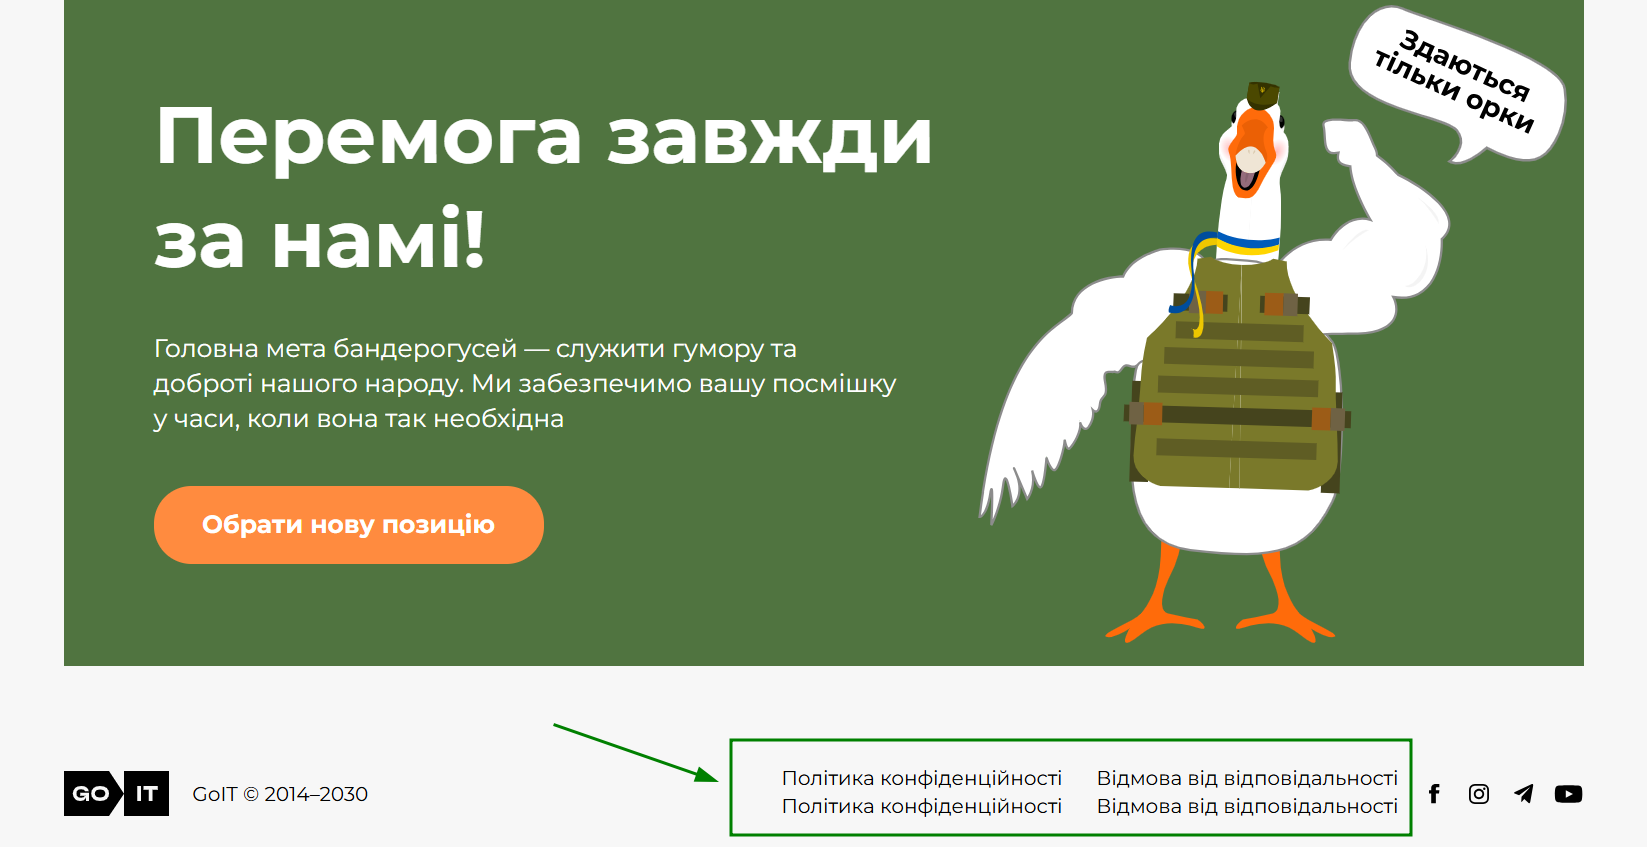 Здаються
тільки орки
Перемога завжди
за намі!
Головна мета бандерогусей — служити гумору та
доброті нашого народу. Ми забезпечимо вашу посмішку
у часи, коли вона так необхідна
Обрати нову позицію
GO IT
GoIT © 2014–2030
Політика конфіденційності Відмова від відповідальності
Політика конфіденційності Відмова від відповідальності